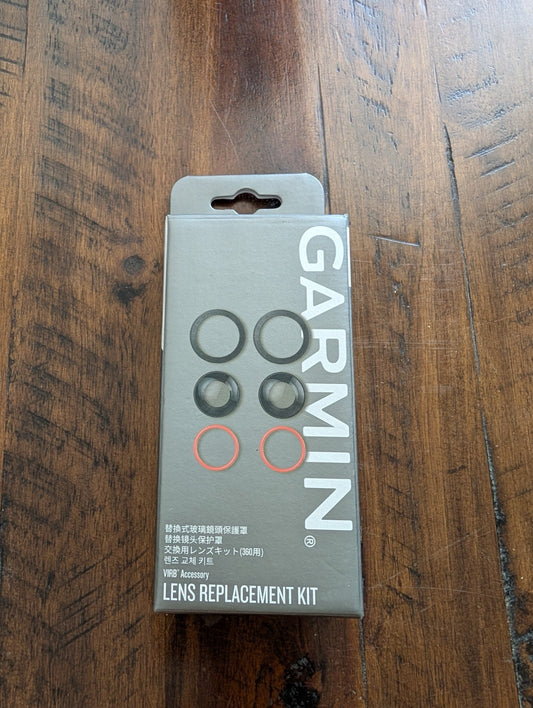 GARMIN®
替換式玻璃鏡頭保護罩
替换镜头保护罩
交換用レンズキット(360用)
렌즈 교체 키트
VIRB® Accessory
LENS REPLACEMENT KIT